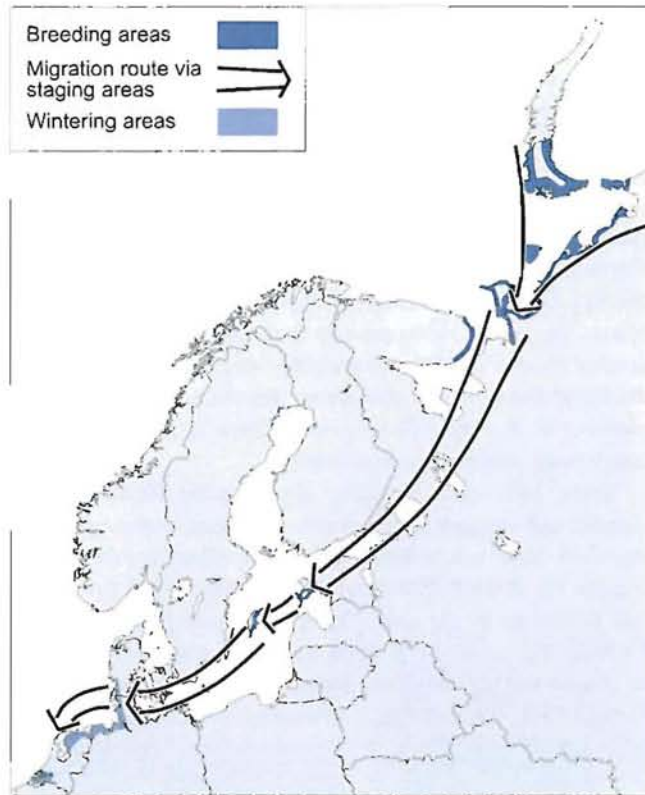 Breeding areas
Migration route via
staging areas
Wintering areas